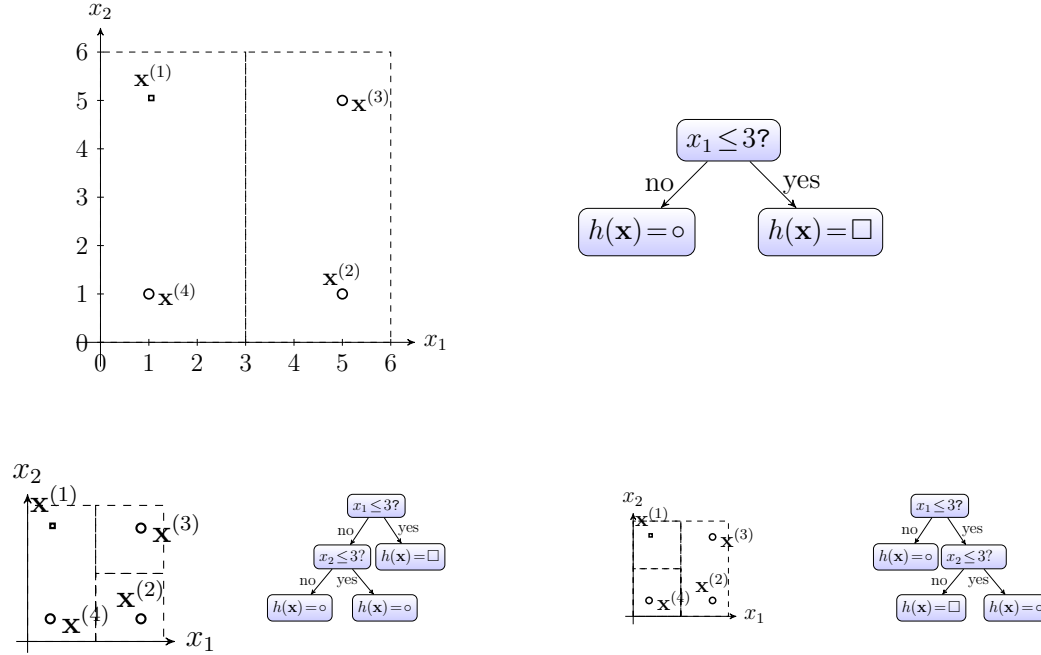 x₂
6
x⁽¹⁾
5
x⁽³⁾
4
3
2
x⁽²⁾
1
x⁽⁴⁾
0
x₁
0 1 2 3 4 5 6
x₁ ≤ 3?
no yes
h(x) = ○ h(x) = □
x₂
x⁽¹⁾
x⁽³⁾
x⁽²⁾
x⁽⁴⁾
x₁
x₁ ≤ 3?
no yes
x₂ ≤ 3? h(x) = □
no yes
h(x) = ○ h(x) = ○
x₂
x⁽¹⁾
x⁽³⁾
x⁽²⁾
x⁽⁴⁾
x₁
x₁ ≤ 3?
no yes
h(x) = ○ x₂ ≤ 3?
no yes
h(x) = □ h(x) = ○